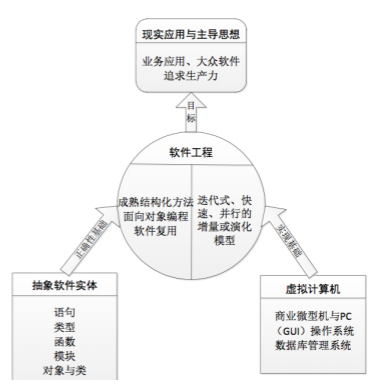 现实应用与主导思想
业务应用、大众软件
追求生产力
目
标
软件工程
成熟结构化方法
面向对象编程
软件复用
迭代式、快
速、并行的
增量或演化
模型
正确性基础
实现基础
抽象软件实体
语句
类型
函数
模块
对象与类
虚拟计算机
商业微型机与PC
（GUI）操作系统
数据库管理系统